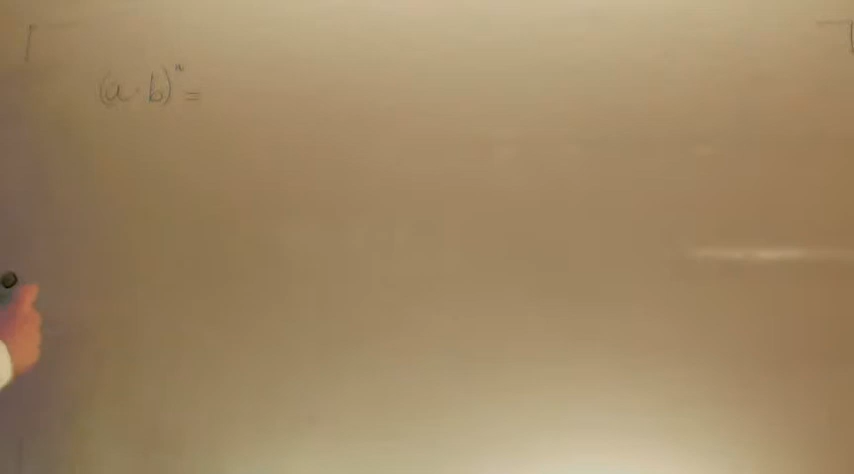 (a · b)ⁿ =